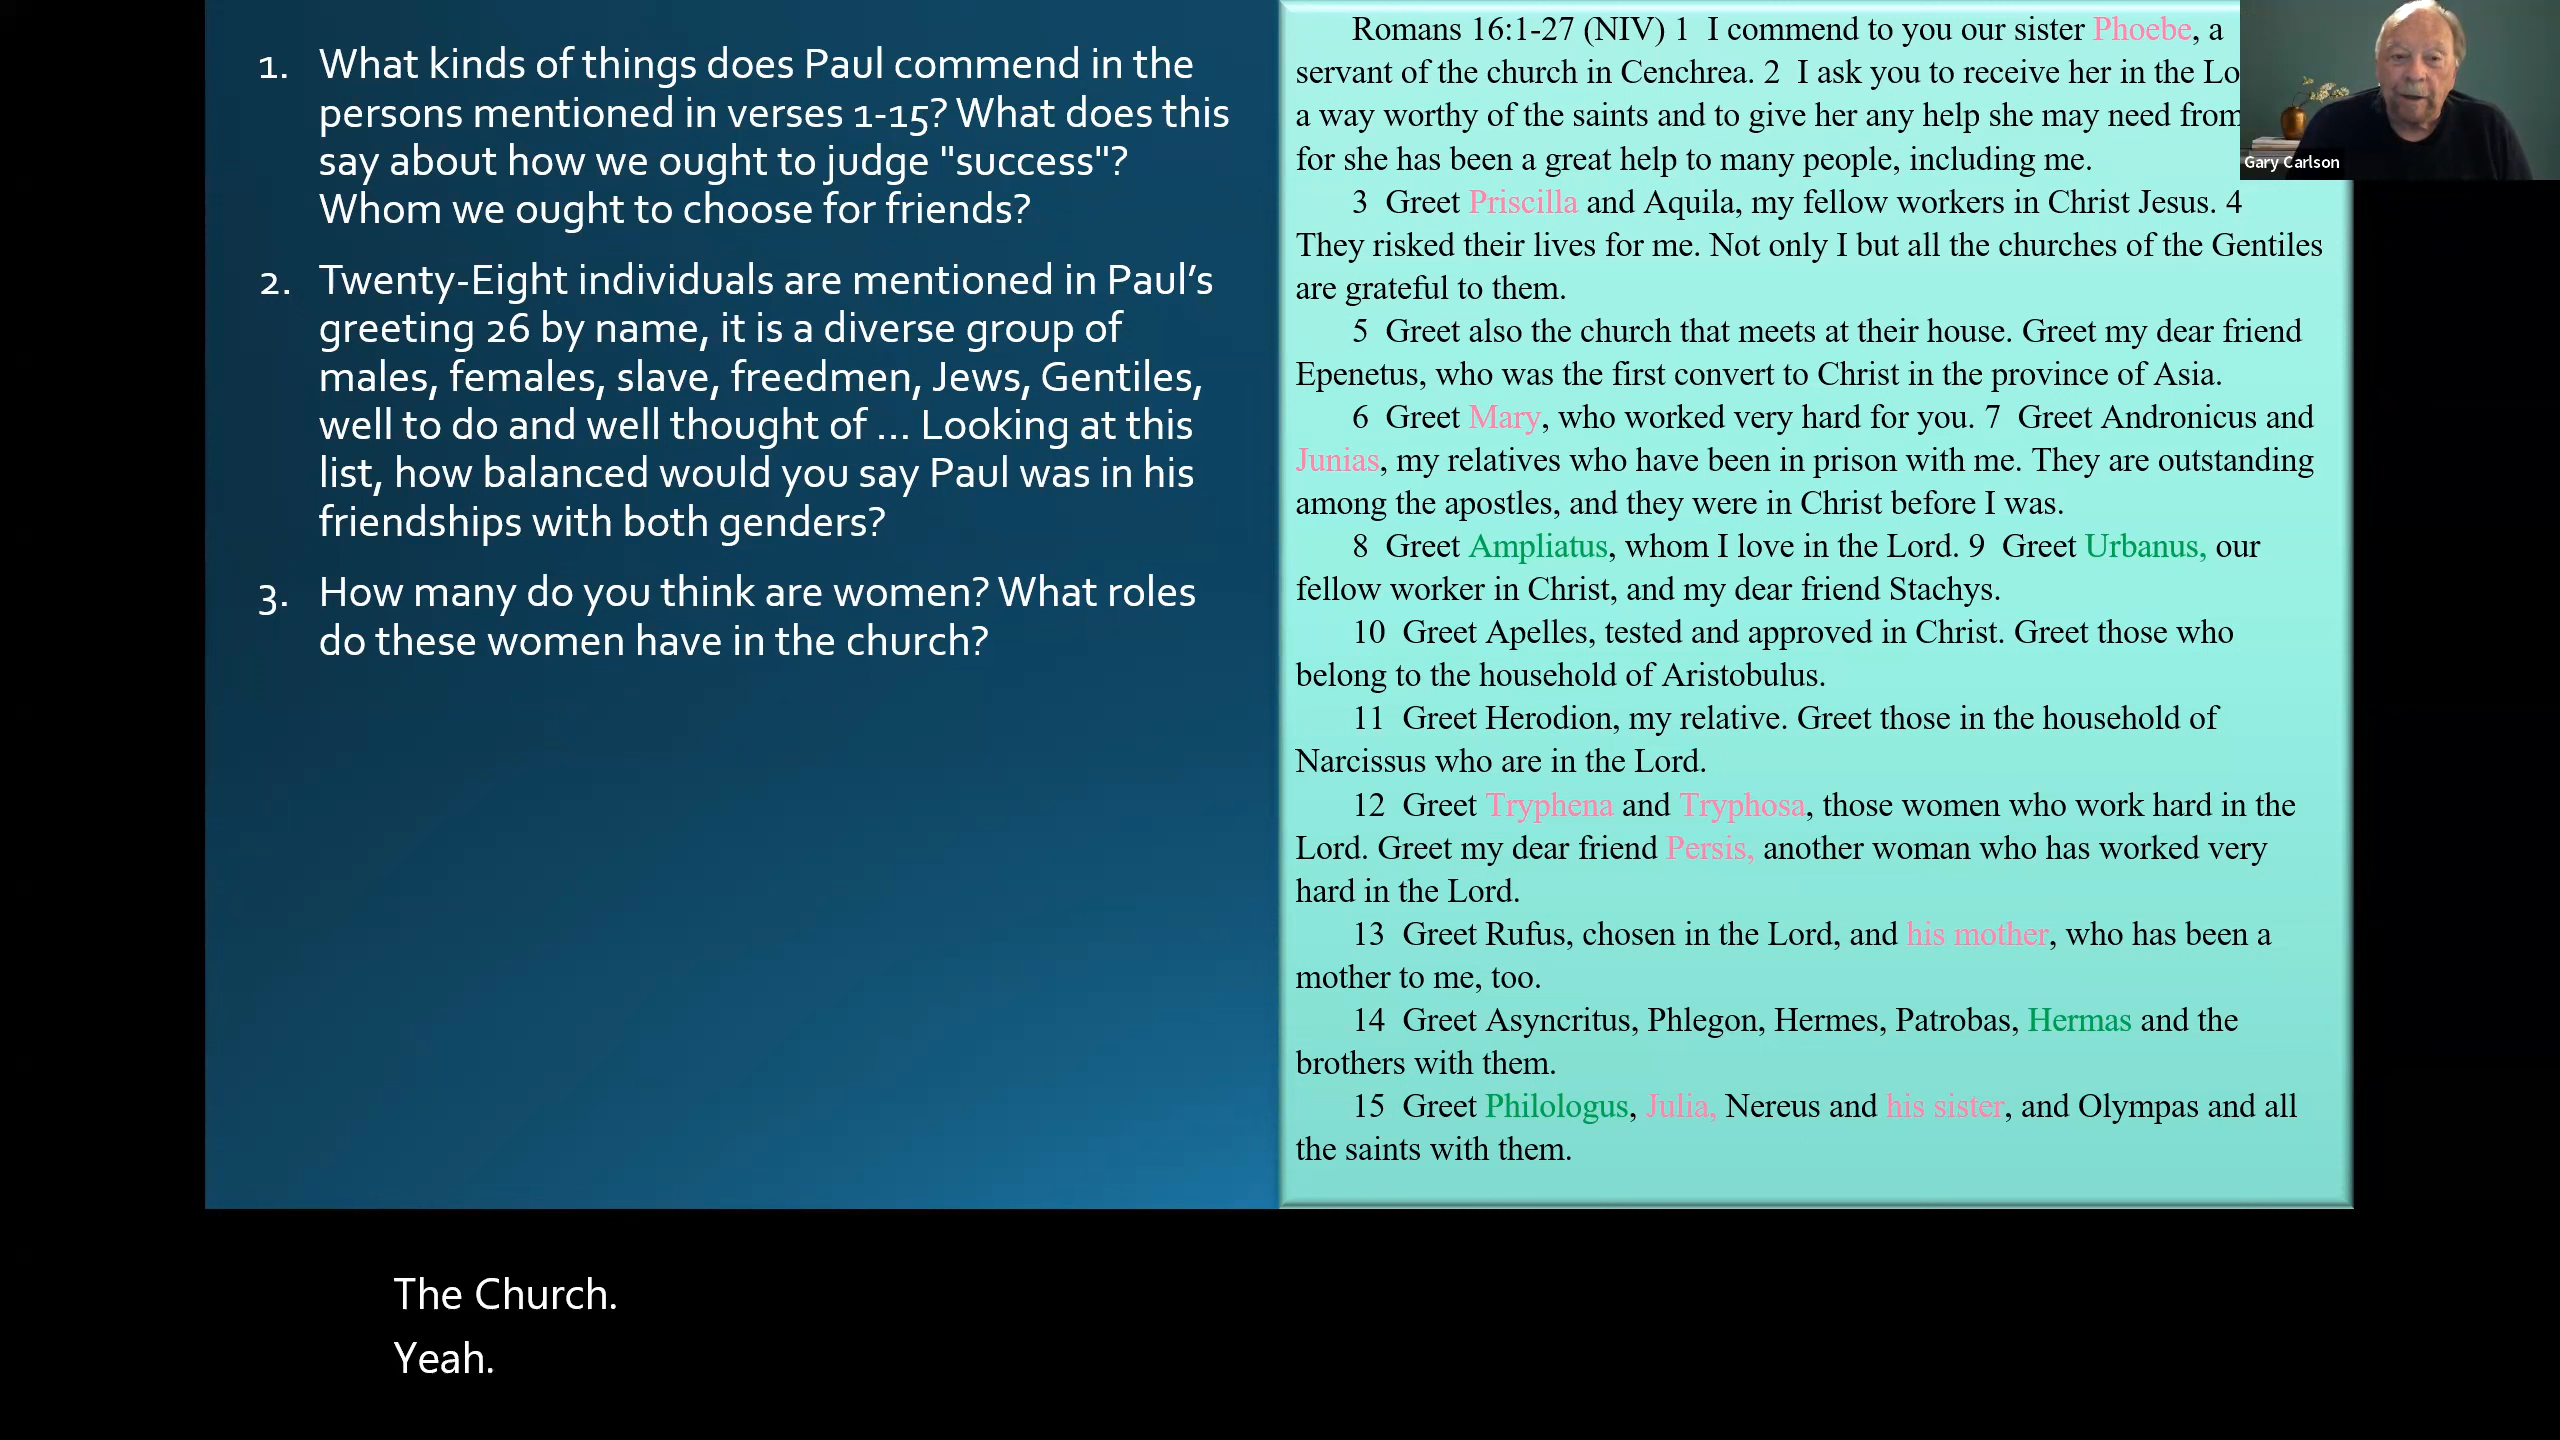 1. What kinds of things does Paul commend in the
persons mentioned in verses 1-15? What does this
say about how we ought to judge "success"?
Whom we ought to choose for friends?
2. Twenty-Eight individuals are mentioned in Paul’s
greeting 26 by name, it is a diverse group of
males, females, slave, freedmen, Jews, Gentiles,
well to do and well thought of ... Looking at this
list, how balanced would you say Paul was in his
friendships with both genders?
3. How many do you think are women? What roles
do these women have in the church?
Romans 16:1-27 (NIV) 1 I commend to you our sister Phoebe, a
servant of the church in Cenchrea. 2 I ask you to receive her in the Lo
a way worthy of the saints and to give her any help she may need from
for she has been a great help to many people, including me.
3 Greet Priscilla and Aquila, my fellow workers in Christ Jesus. 4
They risked their lives for me. Not only I but all the churches of the Gentiles
are grateful to them.
5 Greet also the church that meets at their house. Greet my dear friend
Epenetus, who was the first convert to Christ in the province of Asia.
6 Greet Mary, who worked very hard for you. 7 Greet Andronicus and
Junias, my relatives who have been in prison with me. They are outstanding
among the apostles, and they were in Christ before I was.
8 Greet Ampliatus, whom I love in the Lord. 9 Greet Urbanus, our
fellow worker in Christ, and my dear friend Stachys.
10 Greet Apelles, tested and approved in Christ. Greet those who
belong to the household of Aristobulus.
11 Greet Herodion, my relative. Greet those in the household of
Narcissus who are in the Lord.
12 Greet Tryphena and Tryphosa, those women who work hard in the
Lord. Greet my dear friend Persis, another woman who has worked very
hard in the Lord.
13 Greet Rufus, chosen in the Lord, and his mother, who has been a
mother to me, too.
14 Greet Asyncritus, Phlegon, Hermes, Patrobas, Hermas and the
brothers with them.
15 Greet Philologus, Julia, Nereus and his sister, and Olympas and all
the saints with them.
Gary Carlson
The Church.
Yeah.